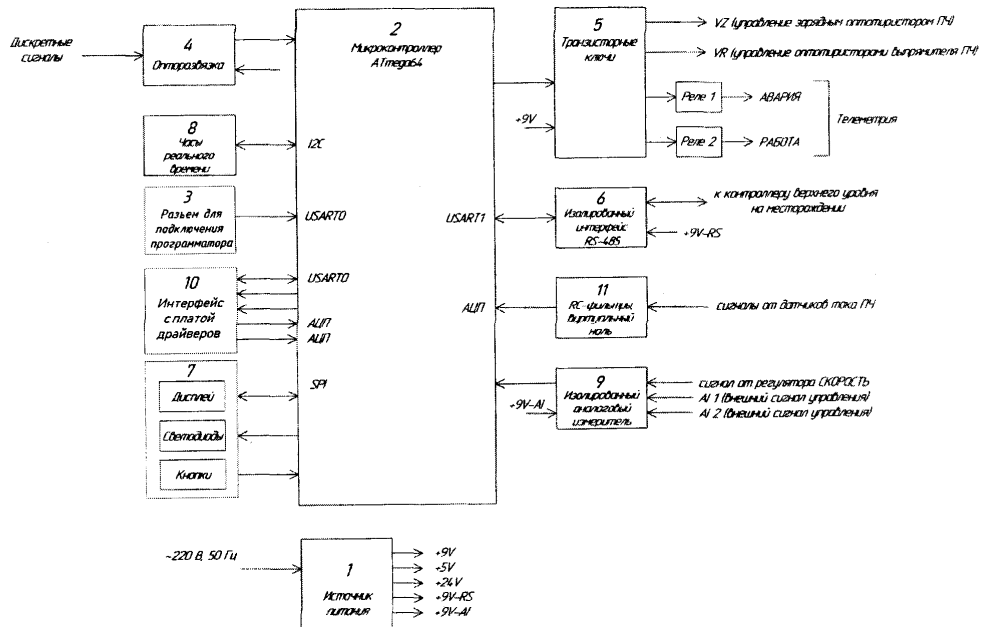 Дискретные
сигналы
4
Опторазвязка
8
Часы
реального
времени
3
Разъем для
подключения
программатора
10
Интерфейс
с платой
драйверов
7
Дисплей
Светодиоды
Кнопки
2
Микроконтроллер
ATmega64
I2C
USART0
USART0
АЦП
АЦП
SPI
USART1
АЦП
5
Транзисторные
ключи
+9V
VZ (управление зарядным оптотиристором ПЧ)
VR (управление оптотиристорами выпрямителя ПЧ)
Реле 1
АВАРИЯ
Реле 2
РАБОТА
Телеметрия
6
Изолированный
интерфейс
RS-485
к контроллеру верхнего уровня
на месторождении
+9V-RS
11
RC-фильтры,
виртуальный
ноль
сигналы от датчиков тока ПЧ
9
Изолированный
аналоговый
измеритель
+9V-AI
сигнал от регулятора СКОРОСТЬ
AI 1 (внешний сигнал управления)
AI 2 (внешний сигнал управления)
~220 В, 50 Гц
1
Источник
питания
+9V
+5V
+24V
+9V-RS
+9V-AI